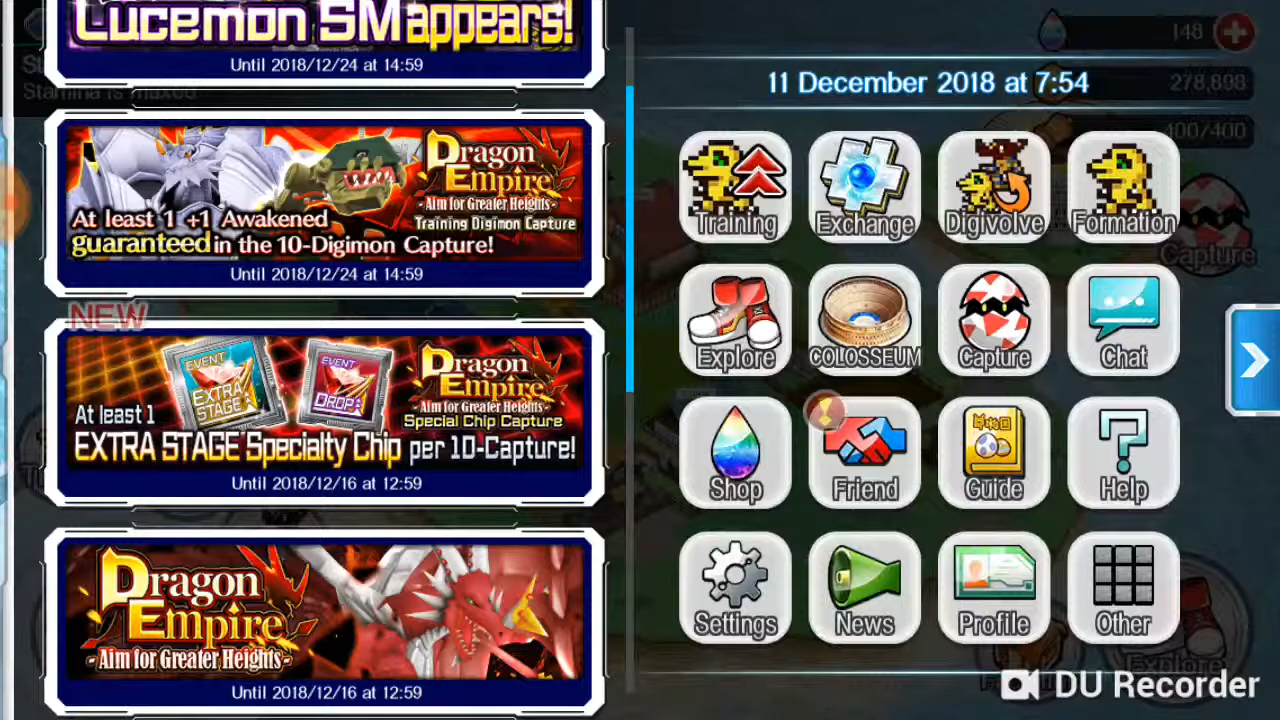 Lucemon SM appears!
Until 2018/12/24 at 14:59
Dragon
Empire
- Aim for Greater Heights-
Training Digimon Capture
At least 1 +1 Awakened
guaranteed in the 10-Digimon Capture!
Until 2018/12/24 at 14:59
NEW
EVENT
EXTRA
STAGE
EVENT
DROP
Dragon
Empire
- Aim for Greater Heights-
Special Chip Capture
At least 1
EXTRA STAGE Specialty Chip per 10-Capture!
Until 2018/12/16 at 12:59
Dragon
Empire
- Aim for Greater Heights-
Until 2018/12/16 at 12:59
Stamina is maxed
148
278,898
400/400
11 December 2018 at 7:54
Training
Exchange
Digivolve
Formation
Capture
Explore
COLOSSEUM
Capture
Chat
Shop
Friend
Guide
Help
Settings
News
Profile
Other
Explore
DU Recorder